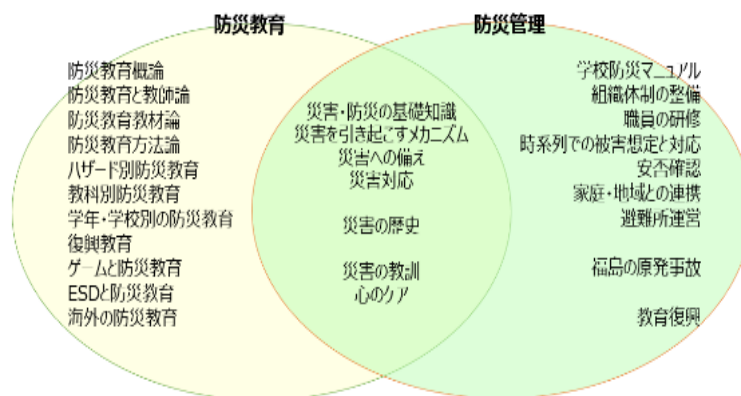 防災教育
防災管理
防災教育概論
防災教育と教師論
防災教育教材論
防災教育方法論
ハザード別防災教育
教科別防災教育
学年・学校別の防災教育
復興教育
ゲームと防災教育
ESDと防災教育
海外の防災教育
災害・防災の基礎知識
災害を引き起こすメカニズム
災害への備え
災害対応
災害の歴史
災害の教訓
心のケア
学校防災マニュアル
組織体制の整備
職員の研修
時系列での被害想定と対応
安否確認
家庭・地域との連携
避難所運営
福島の原発事故
教育復興